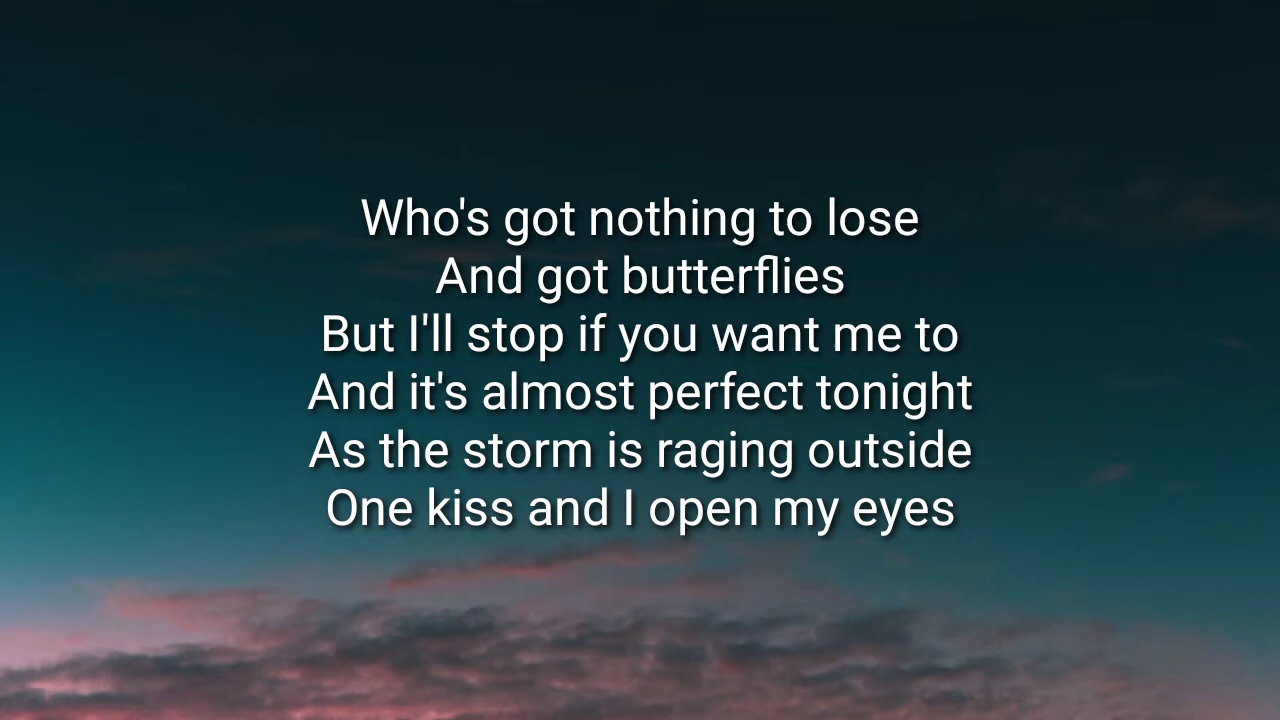 Who's got nothing to lose
And got butterflies
But I'll stop if you want me to
And it's almost perfect tonight
As the storm is raging outside
One kiss and I open my eyes